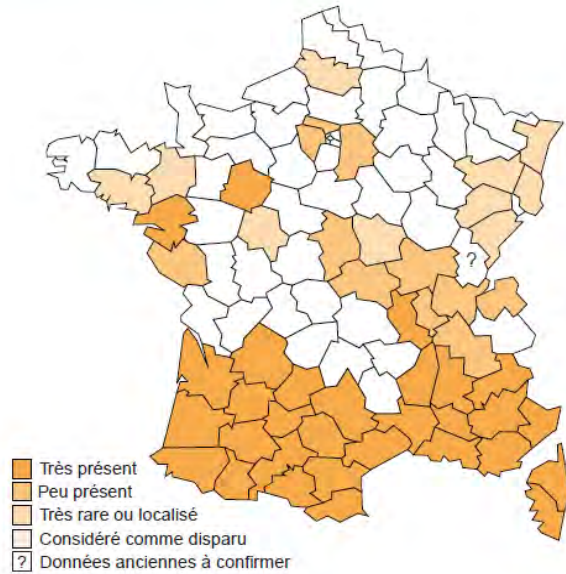 ?
Très présent
Peu présent
Très rare ou localisé
Considéré comme disparu
? Données anciennes à confirmer